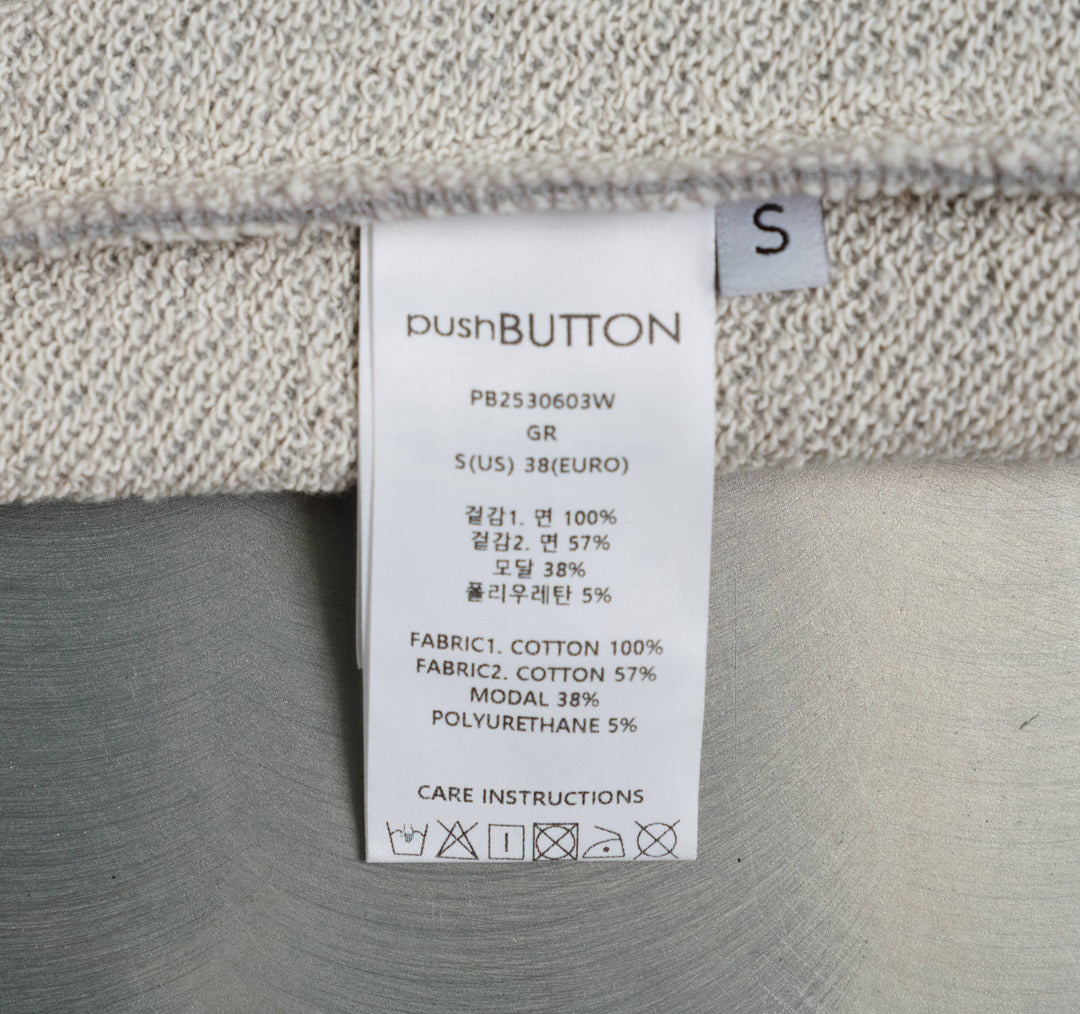 S
pushBUTTON
PB2530603W
GR
S(US) 38(EURO)
겉감1. 면 100%
겉감2. 면 57%
모달 38%
폴리우레탄 5%
FABRIC1. COTTON 100%
FABRIC2. COTTON 57%
MODAL 38%
POLYURETHANE 5%
CARE INSTRUCTIONS